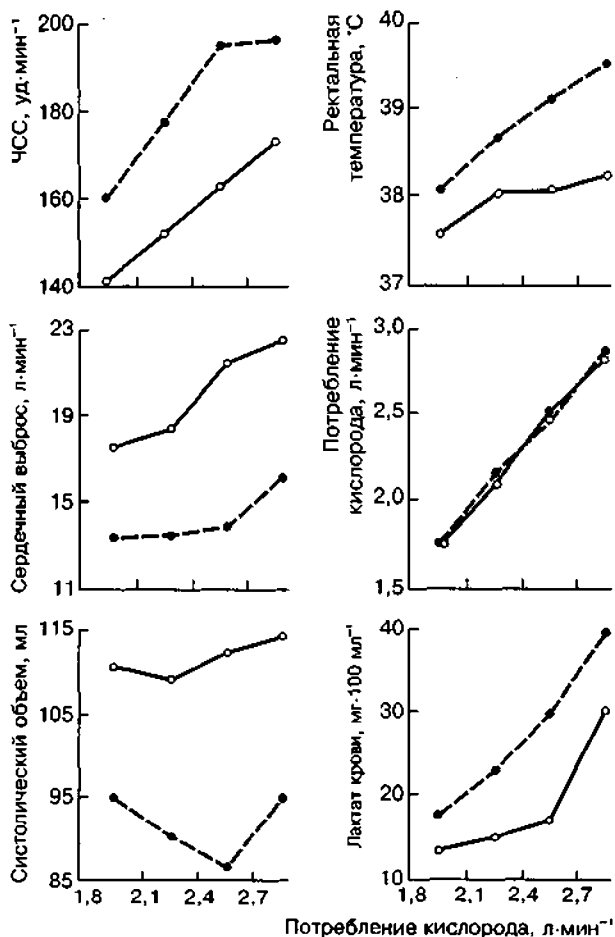 ЧСС, уд·мин⁻¹
200
180
160
140
Ректальная
температура, °С
40
39
38
37
Сердечный выброс, л·мин⁻¹
23
19
15
11
Потребление
кислорода, л·мин⁻¹
3,0
2,5
2,0
1,5
Систолический объем, мл
115
105
95
85
1,8 2,1 2,4 2,7
Лактат крови, мг·100 мл⁻¹
40
30
20
10
1,8 2,1 2,4 2,7
Потребление кислорода, л·мин⁻¹